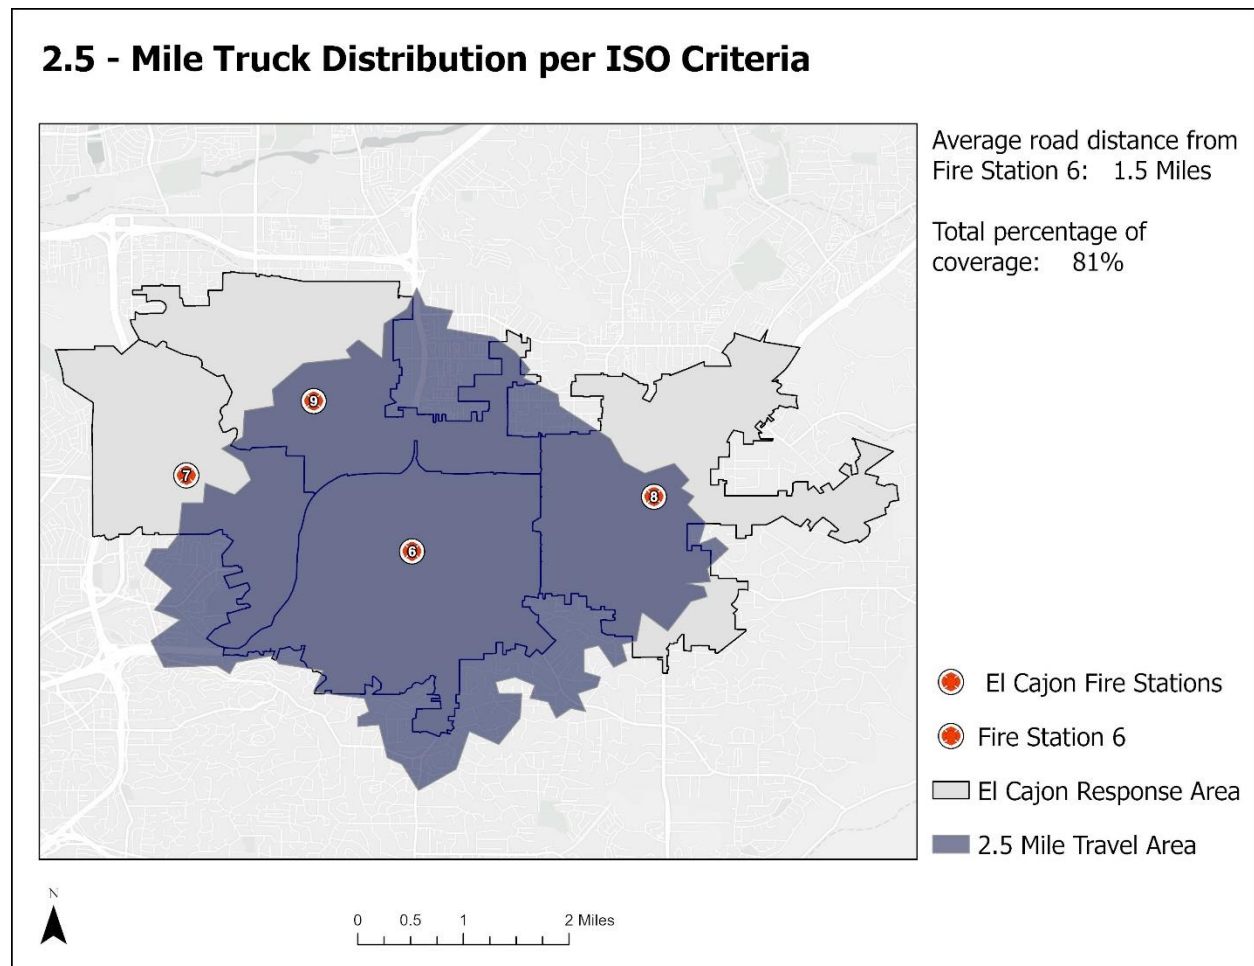 2.5 - Mile Truck Distribution per ISO Criteria
Average road distance from
Fire Station 6: 1.5 Miles
Total percentage of
coverage: 81%
9
7
8
6
El Cajon Fire Stations
Fire Station 6
El Cajon Response Area
2.5 Mile Travel Area
N
0 0.5 1 2 Miles